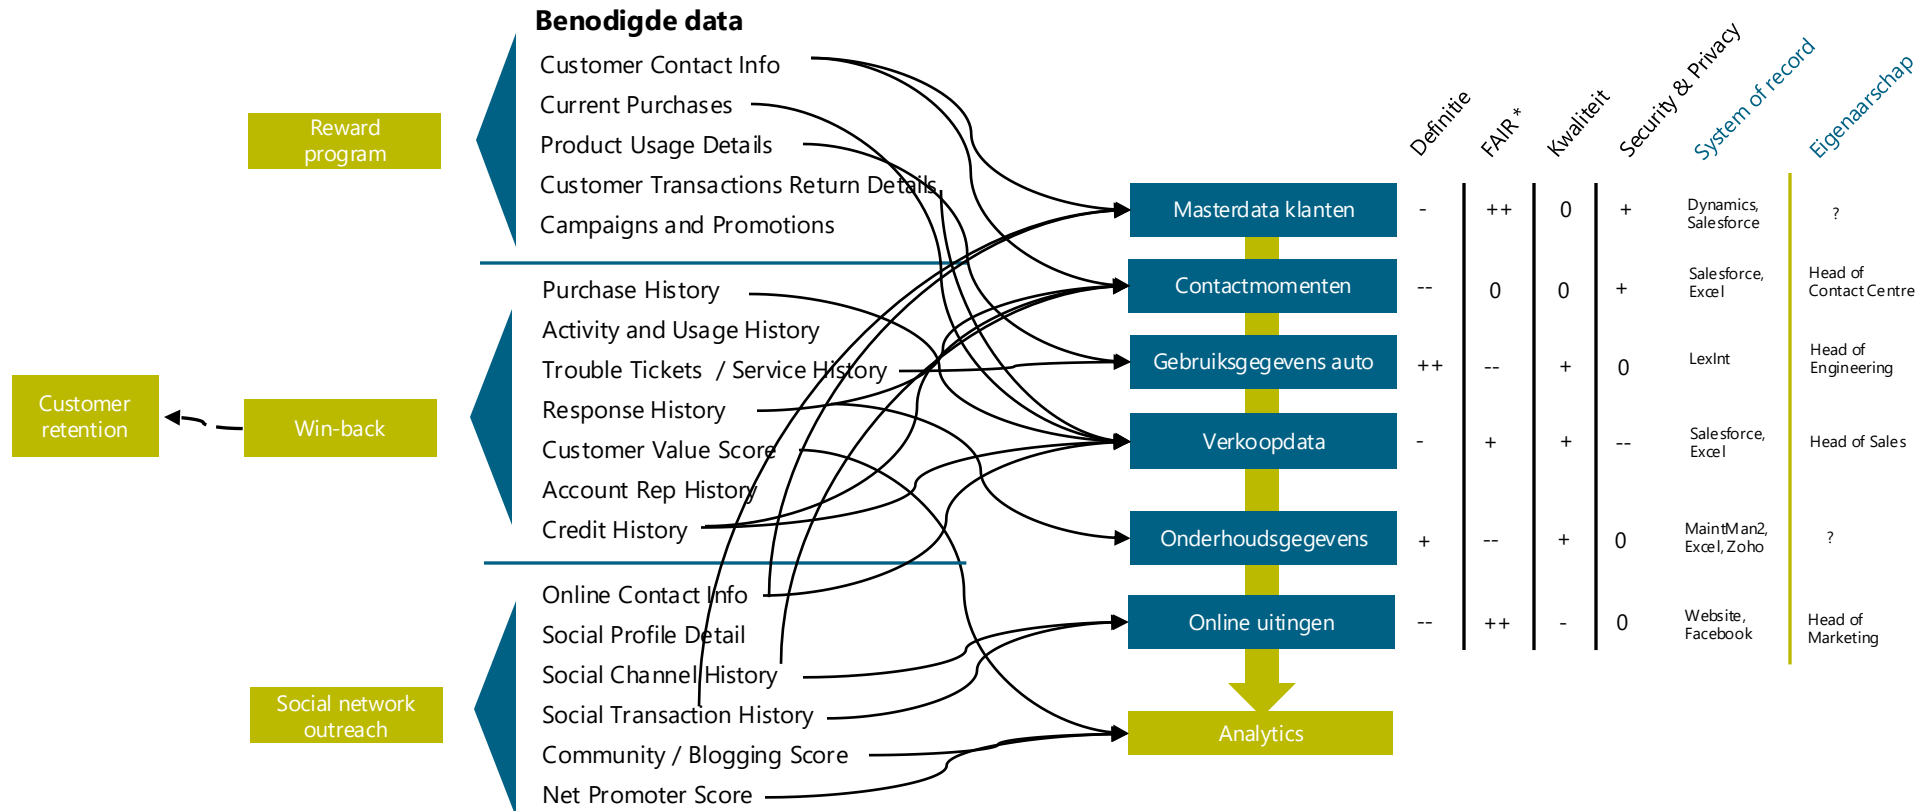 Benodigde data
Customer Contact Info
Current Purchases
Product Usage Details
Customer Transactions Return Details
Campaigns and Promotions
Purchase History
Activity and Usage History
Trouble Tickets / Service History
Response History
Customer Value Score
Account Rep History
Credit History
Online Contact Info
Social Profile Detail
Social Channel History
Social Transaction History
Community / Blogging Score
Net Promoter Score
Reward
program
Customer
retention
Win-back
Social network
outreach
Definitie
FAIR *
Kwaliteit
Security & Privacy
System of record
Eigenaarschap
Masterdata klanten
-
++
0
+
Dynamics,
Salesforce
?
Contactmomenten
--
0
0
+
Salesforce,
Excel
Head of
Contact Centre
Gebruiksgegevens auto
++
--
+
0
LexInt
Head of
Engineering
Verkoopdata
-
+
+
--
Salesforce,
Excel
Head of Sales
Onderhoudsgegevens
+
--
+
0
MaintMan2,
Excel, Zoho
?
Online uitingen
--
++
-
0
Website,
Facebook
Head of
Marketing
Analytics